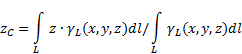 z_C = ∫_L z · γ_L(x, y, z)dl / ∫_L γ_L(x, y, z)dl